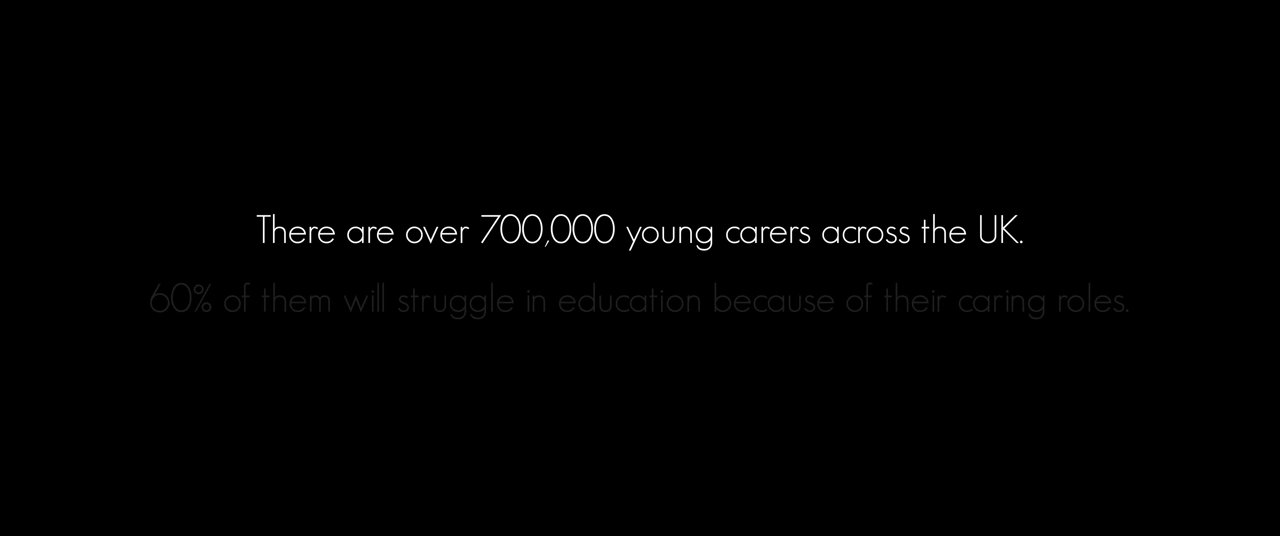 There are over 700,000 young carers across the UK.
60% of them will struggle in education because of their caring roles.